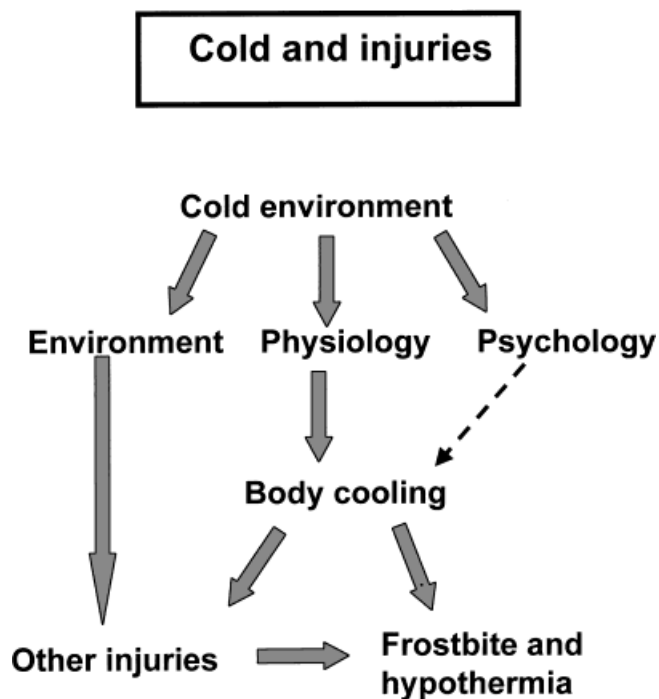 Cold and injuries
Cold environment
Environment Physiology Psychology
Body cooling
Other injuries
Frostbite and
hypothermia